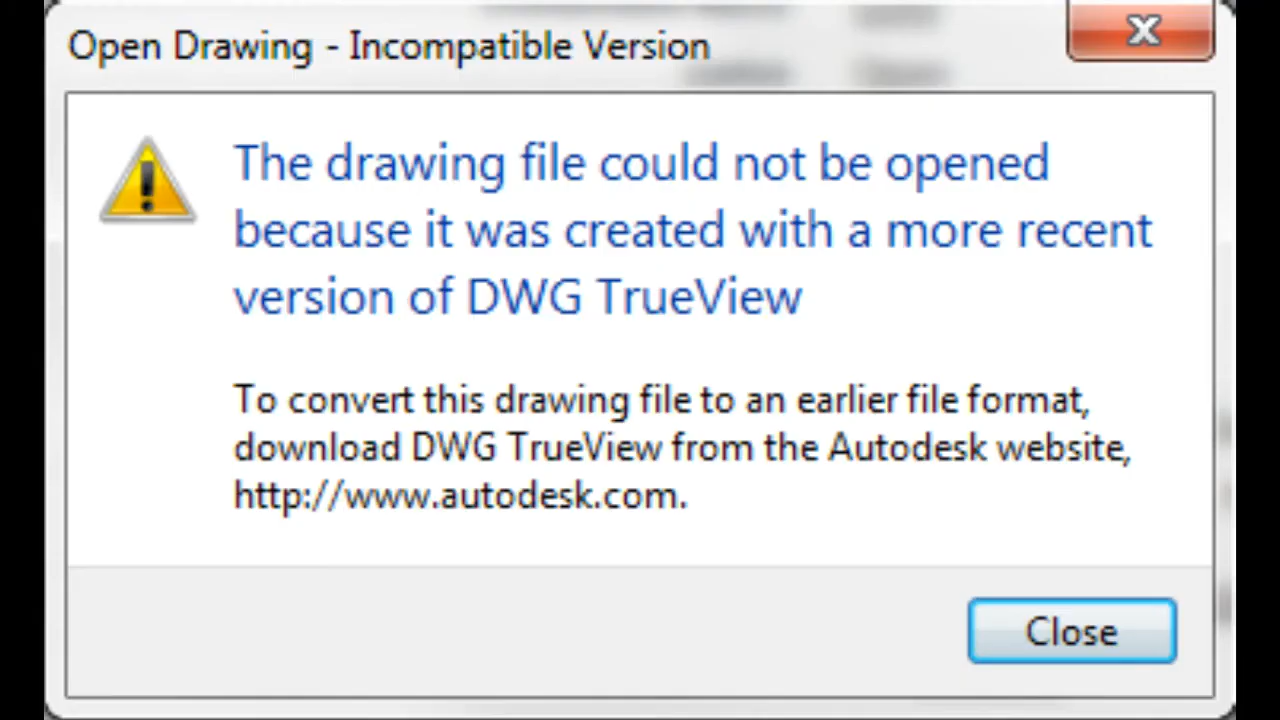 Open Drawing - Incompatible Version
The drawing file could not be opened
because it was created with a more recent
version of DWG TrueView
To convert this drawing file to an earlier file format,
download DWG TrueView from the Autodesk website,
http://www.autodesk.com.
Close